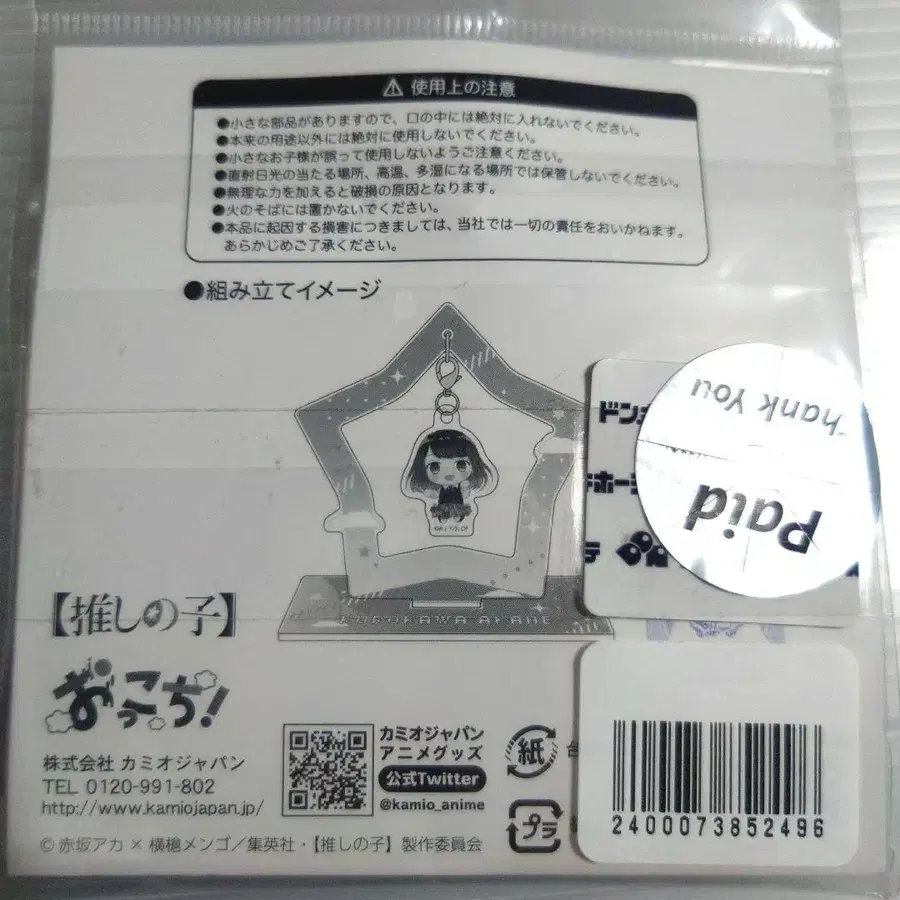 ⚠ 使用上の注意
●小さな部品がありますので、口の中には絶対に入れないでください。
●本来の用途以外には絶対に使用しないでください。
●小さなお子様が誤って使用しないようご注意ください。
●直射日光の当たる場所、高温、多湿になる場所では保管しないでください。
●無理な力を加えると破損の原因となります。
●火のそばには置かないでください。
●本品に起因する損害につきましては、当社では一切の責任をおいかねます。
あらかじめご了承ください。
●組み立てイメージ
KUROKAWA AKANE
ドンキ
hank You
Paid
【推しの子】
おっこち!
株式会社 カミオジャパン
TEL 0120-991-802
http://www.kamiojapan.jp/
カミオジャパン
アニメグッズ
公式Twitter
@kamio_anime
紙
プラ
2400073852496
©赤坂アカ×横槍メンゴ/集英社・【推しの子】製作委員会